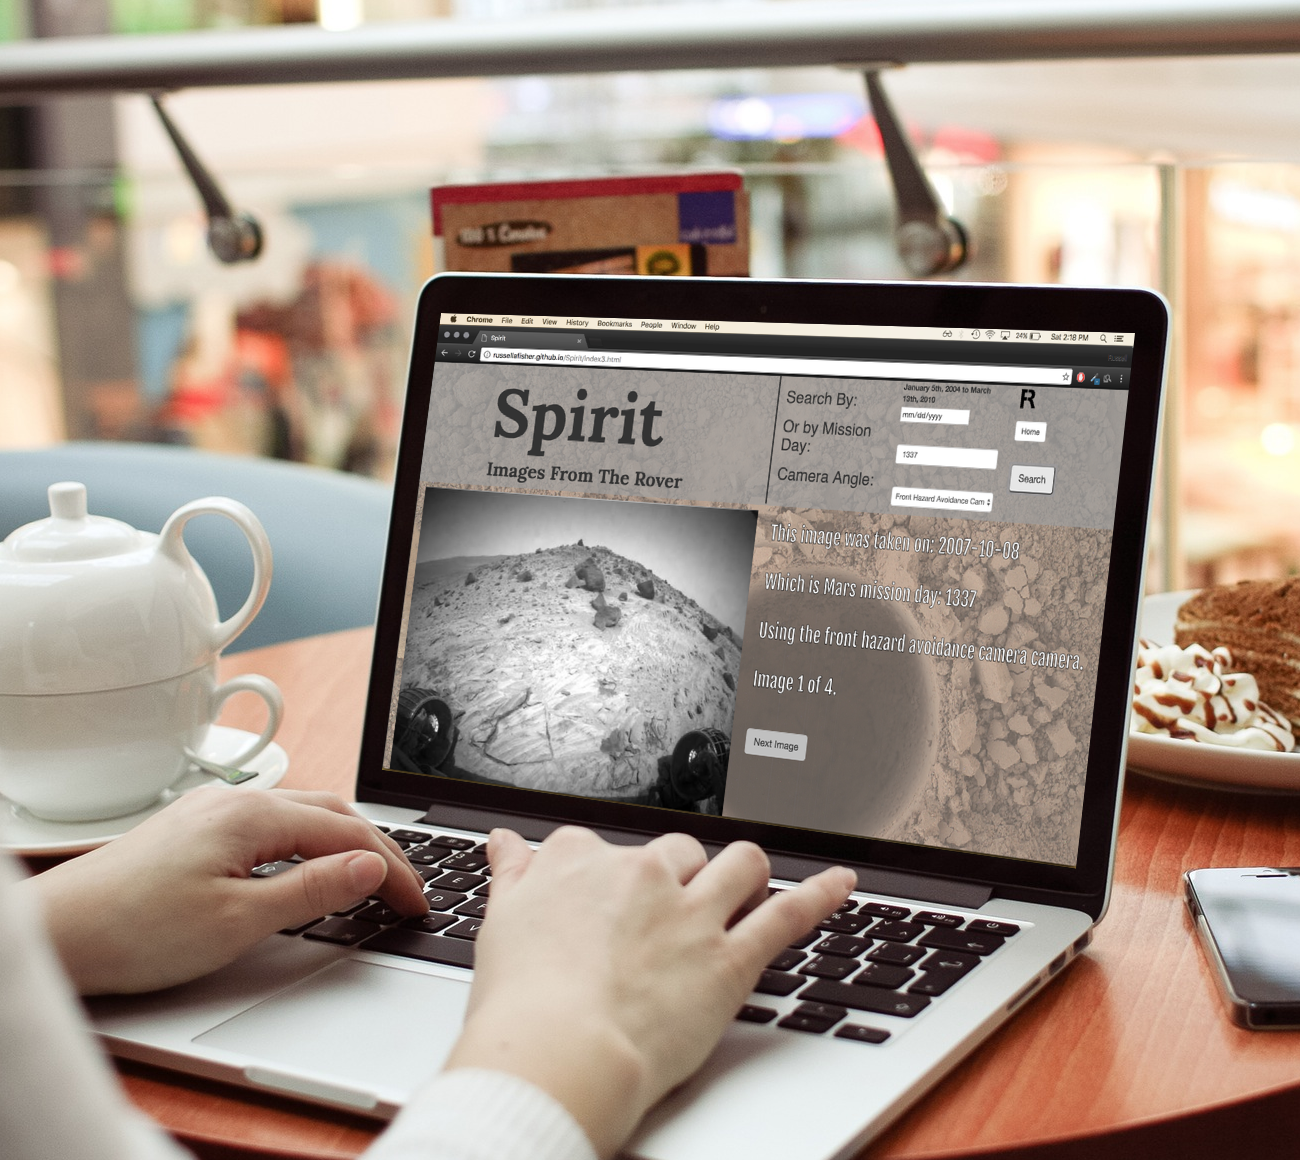 Chrome File Edit View History Bookmarks People Window Help
24% Sat 2:18 PM
Spirit
russellefisher.github.io/Spirit/index3.html
Spirit
Images From The Rover
Search By:
January 5th, 2004 to March
13th, 2010
mm/dd/yyyy
Or by Mission
Day:
1337
Camera Angle:
Front Hazard Avoidance Cam
R
Home
Search
This image was taken on: 2007-10-08
Which is Mars mission day: 1337
Using the front hazard avoidance camera camera.
Image 1 of 4.
Next Image